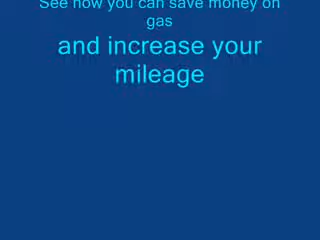 See how you can save money on
gas
and increase your
mileage